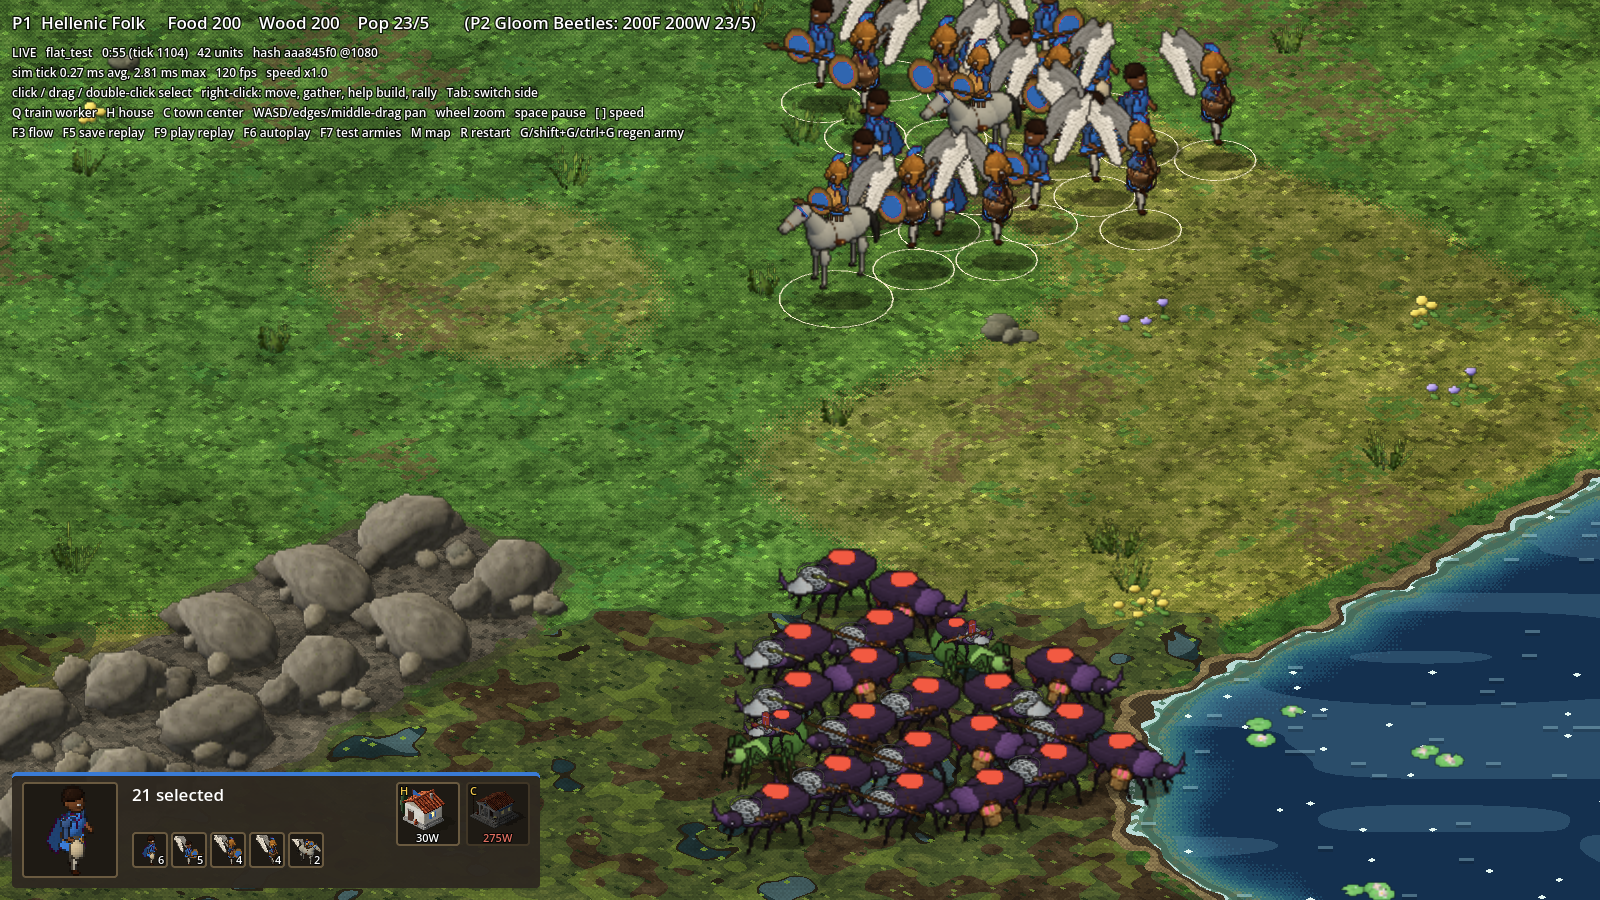 P1 Hellenic Folk Food 200 Wood 200 Pop 23/5 (P2 Gloom Beetles: 200F 200W 23/5)
LIVE flat_test 0:55 (tick 1104) 42 units hash aaa845f0 @1080
sim tick 0.27 ms avg, 2.81 ms max 120 fps speed x1.0
click / drag / double-click select right-click: move, gather, help build, rally Tab: switch side
Q train worker H house C town center WASD/edges/middle-drag pan wheel zoom space pause [ ] speed
F3 flow F5 save replay F9 play replay F6 autoplay F7 test armies M map R restart G/shift+G/ctrl+G regen army
21 selected
H C
30W 275W
6 5 4 4 2